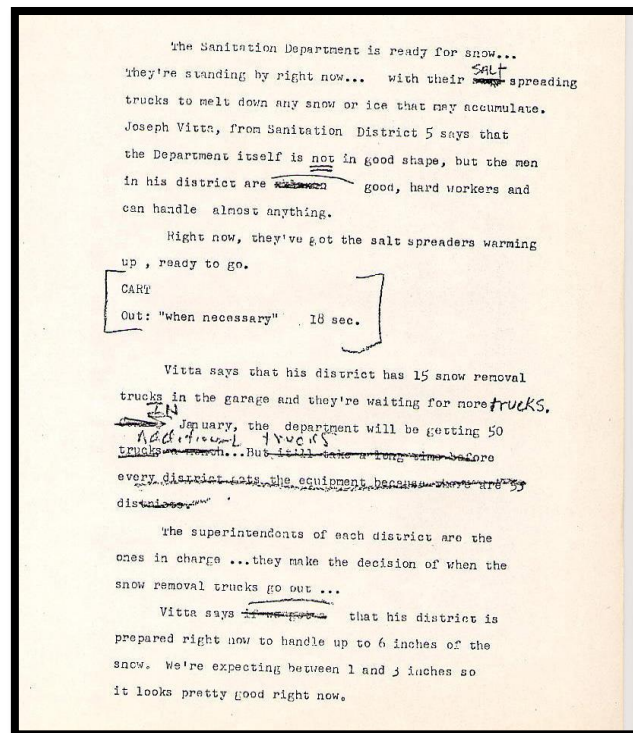 The Sanitation Department is ready for snow...
They're standing by right now... with their SALT spreading
trucks to melt down any snow or ice that may accumulate.
Joseph Vitta, from Sanitation District 5 says that
the Department itself is not in good shape, but the men
in his district are good, hard workers and
can handle almost anything.
Right now, they've got the salt spreaders warming
up , ready to go.
CART
Out: "when necessary" 18 sec.
Vitta says that his district has 15 snow removal
trucks in the garage and they're waiting for more trucks.
IN
January, the department will be getting 50
Additional trucks
trucks a month...But it'll take a long time before
every district gets the equipment because there are 59
districts.
The superintendents of each district are the
ones in charge ...they make the decision of when the
snow removal trucks go out ...
Vitta says that his district is
prepared right now to handle up to 6 inches of the
snow. We're expecting between 1 and 3 inches so
it looks pretty good right now.